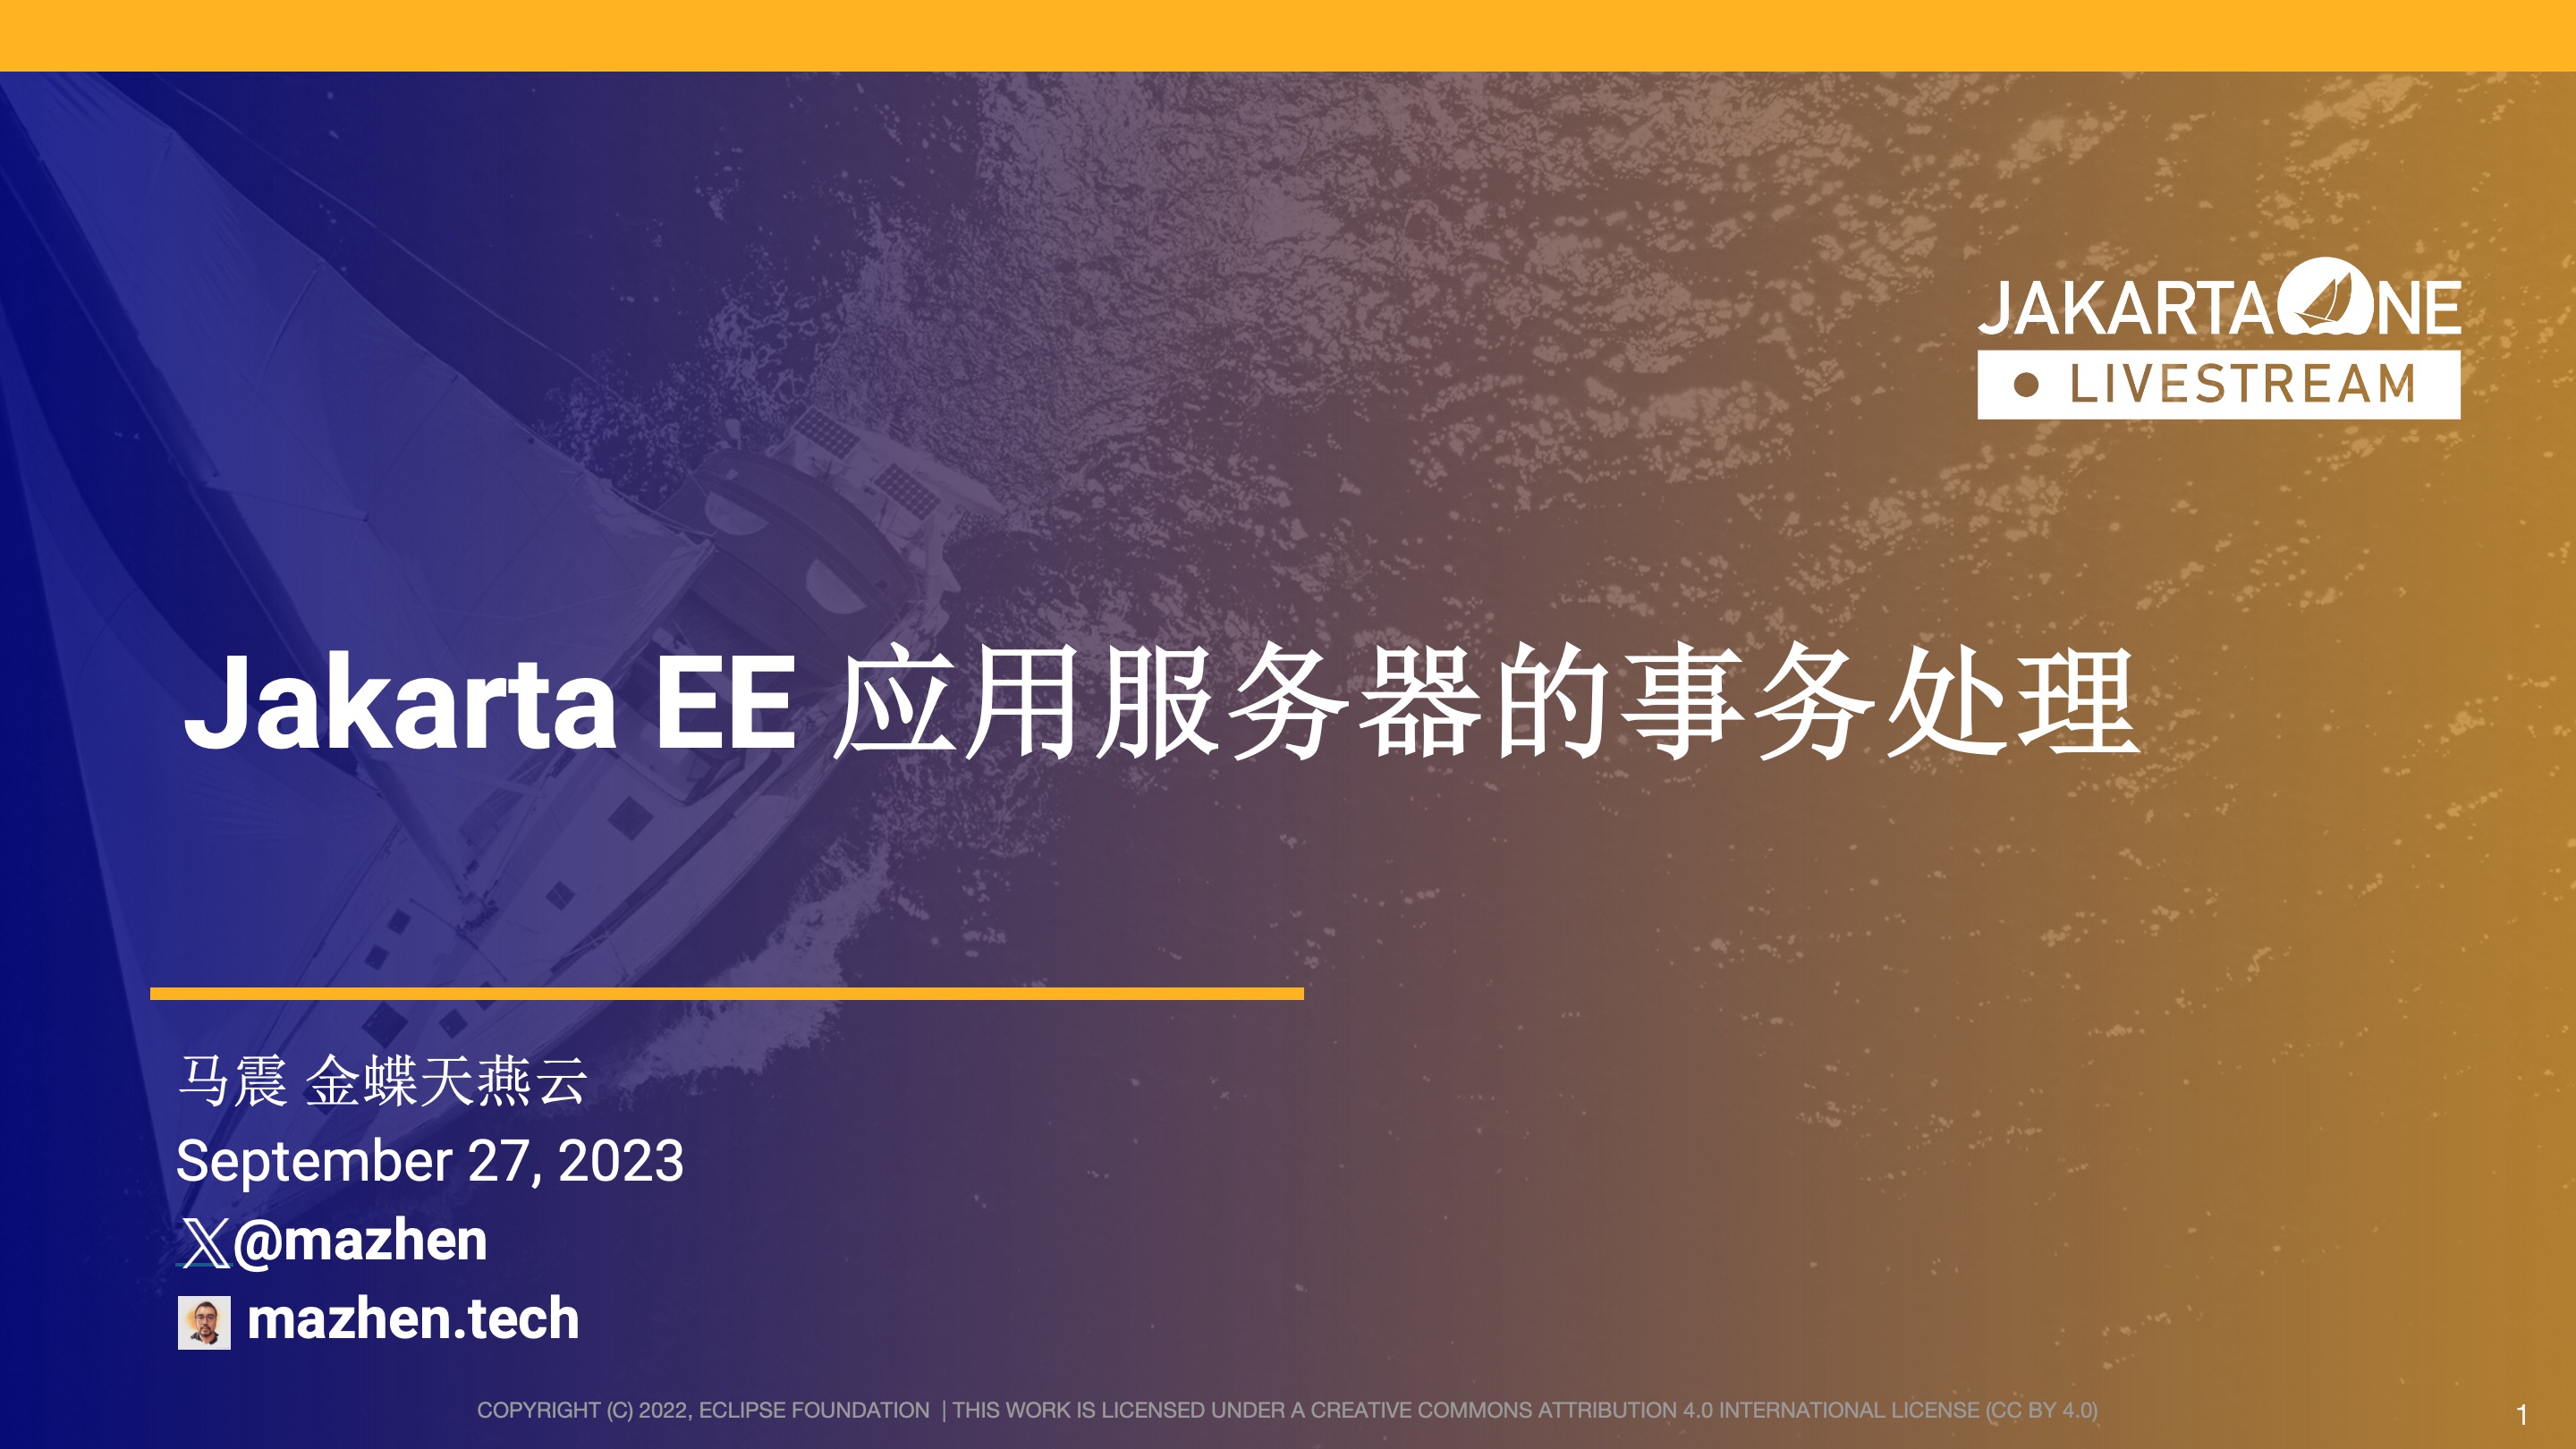 JAKARTAONE
LIVESTREAM
Jakarta EE 应用服务器的事务处理
马震 金蝶天燕云
September 27, 2023
𝕏@mazhen
mazhen.tech
COPYRIGHT (C) 2022, ECLIPSE FOUNDATION | THIS WORK IS LICENSED UNDER A CREATIVE COMMONS ATTRIBUTION 4.0 INTERNATIONAL LICENSE (CC BY 4.0)
1